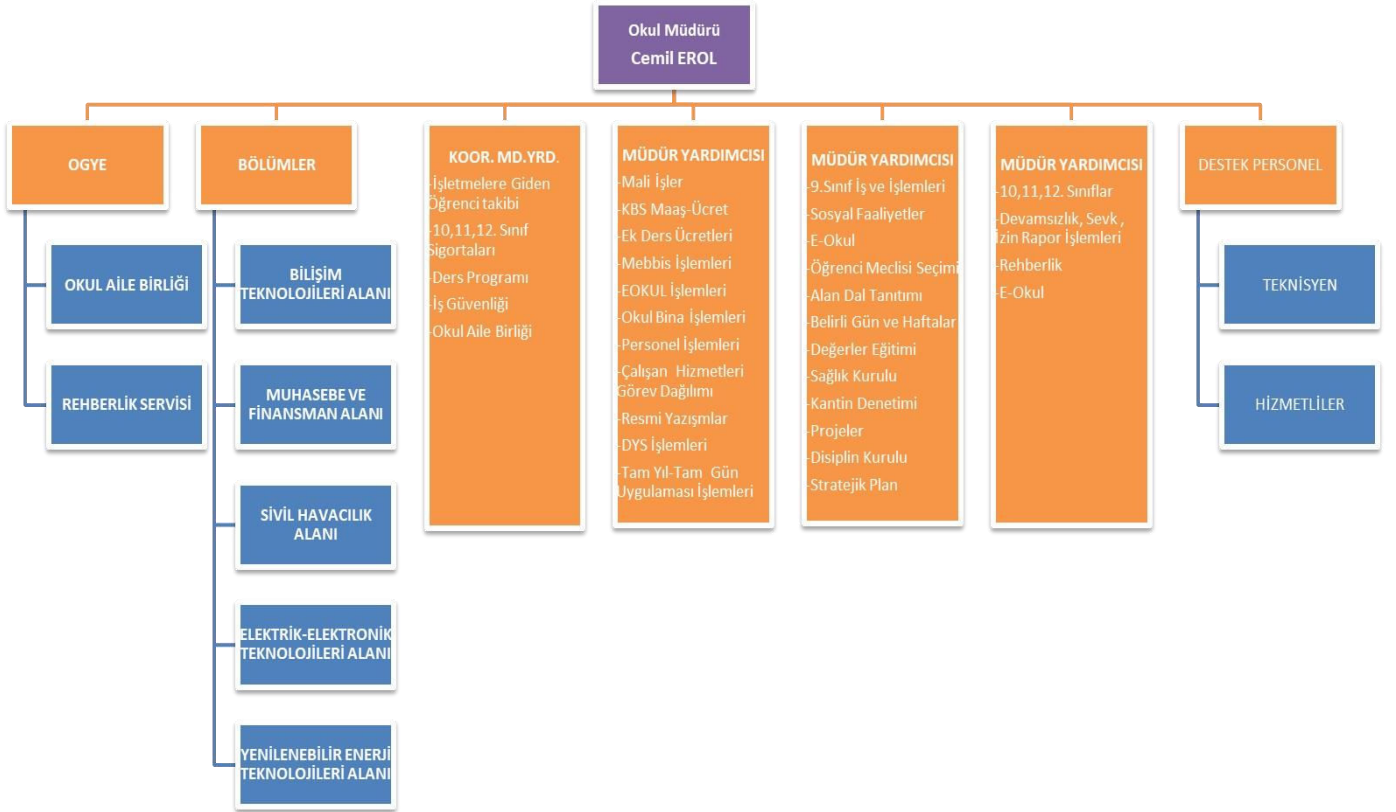 Okul Müdürü
Cemil EROL
OGYE
OKUL AİLE BİRLİĞİ
REHBERLİK SERVİSİ
BÖLÜMLER
BİLİŞİM
TEKNOLOJİLERİ ALANI
MUHASEBE VE
FİNANSMAN ALANI
SİVİL HAVACILIK
ALANI
ELEKTRİK-ELEKTRONİK
TEKNOLOJİLERİ ALANI
YENİLENEBİLİR ENERJİ
TEKNOLOJİLERİ ALANI
KOOR. MD.YRD.
-İşletmelere Giden
Öğrenci takibi
-10,11,12. Sınıf
Sigortaları
-Ders Programı
-İş Güvenliği
-Okul Aile Birliği
MÜDÜR YARDIMCISI
-Mali İşler
-KBS Maaş-Ücret
-Ek Ders Ücretleri
-Mebbis İşlemleri
-EOKUL İşlemleri
-Okul Bina İşlemleri
-Personel İşlemleri
-Çalışan Hizmetleri
Görev Dağılımı
-Resmi Yazışmlar
-DYS İşlemleri
-Tam Yıl-Tam Gün
Uygulaması İşlemleri
MÜDÜR YARDIMCISI
-9.Sınıf İş ve İşlemleri
-Sosyal Faaliyetler
-E-Okul
-Öğrenci Meclisi Seçimi
-Alan Dal Tanıtımı
-Belirli Gün ve Haftalar
-Değerler Eğitimi
-Sağlık Kurulu
-Kantin Denetimi
-Projeler
-Disiplin Kurulu
-Stratejik Plan
MÜDÜR YARDIMCISI
-10,11,12. Sınıflar
-Devamsızlık, Sevk ,
İzin Rapor İşlemleri
-Rehberlik
-E-Okul
DESTEK PERSONEL
TEKNİSYEN
HİZMETLİLER